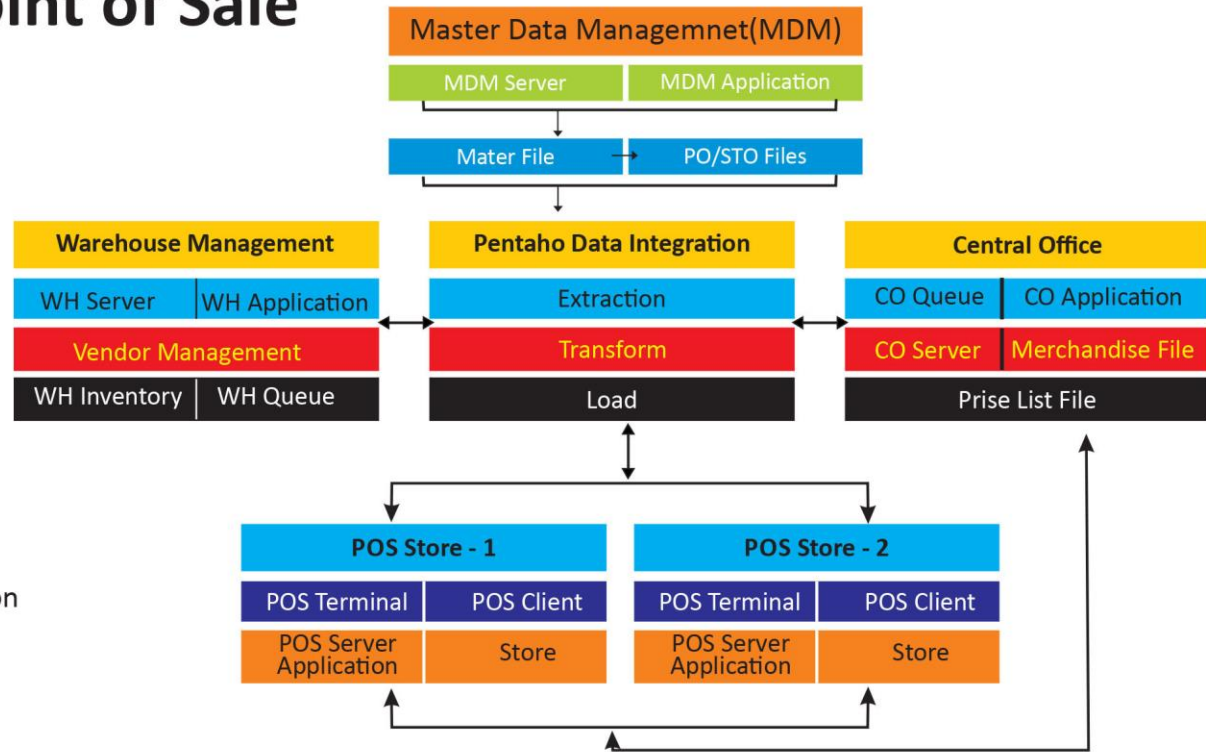 oint of Sale
Master Data Managemnet(MDM)
MDM Server
MDM Application
Mater File
PO/STO Files
Warehouse Management
WH Server
WH Application
Vendor Management
WH Inventory
WH Queue
Pentaho Data Integration
Extraction
Transform
Load
Central Office
CO Queue
CO Application
CO Server
Merchandise File
Prise List File
POS Store - 1
POS Terminal
POS Client
POS Server
Application
Store
POS Store - 2
POS Terminal
POS Client
POS Server
Application
Store
on